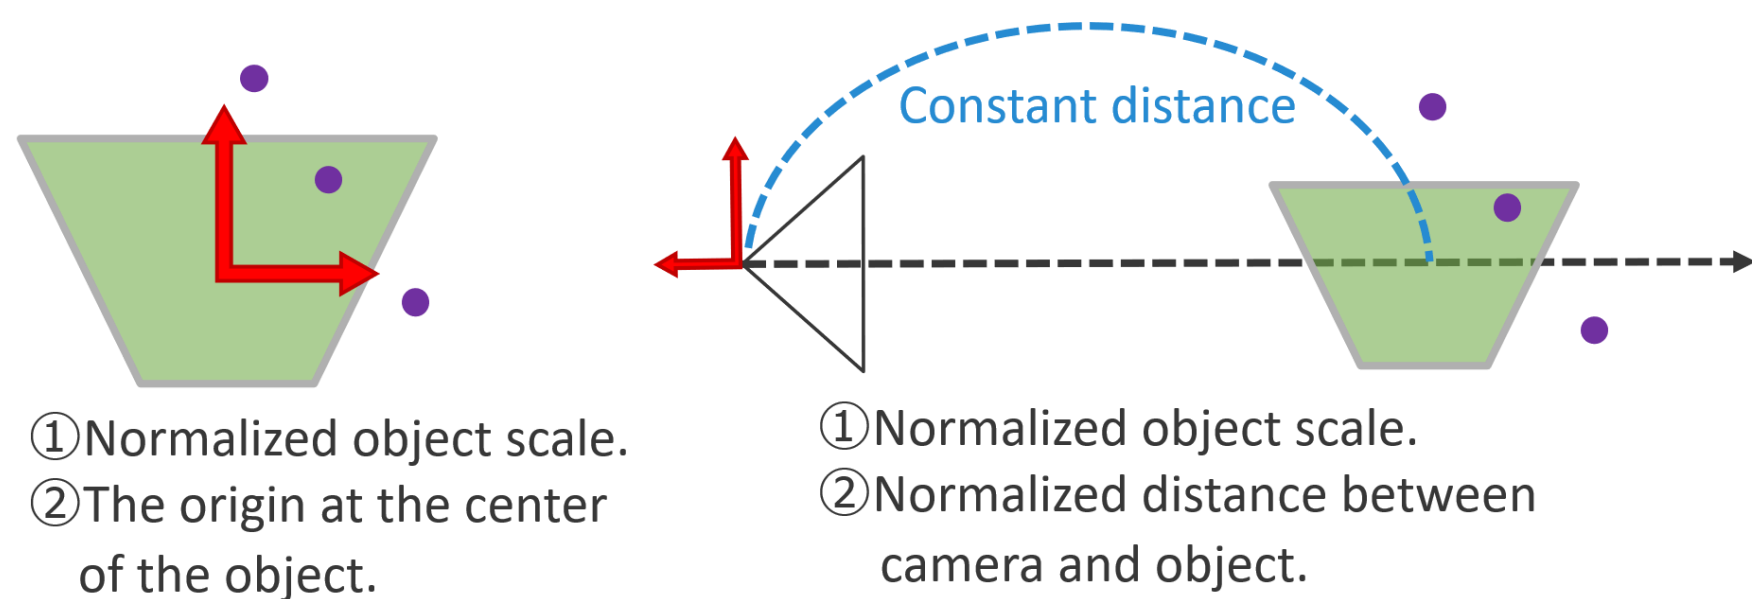 Constant distance
①Normalized object scale.
②The origin at the center
of the object.
①Normalized object scale.
②Normalized distance between
camera and object.